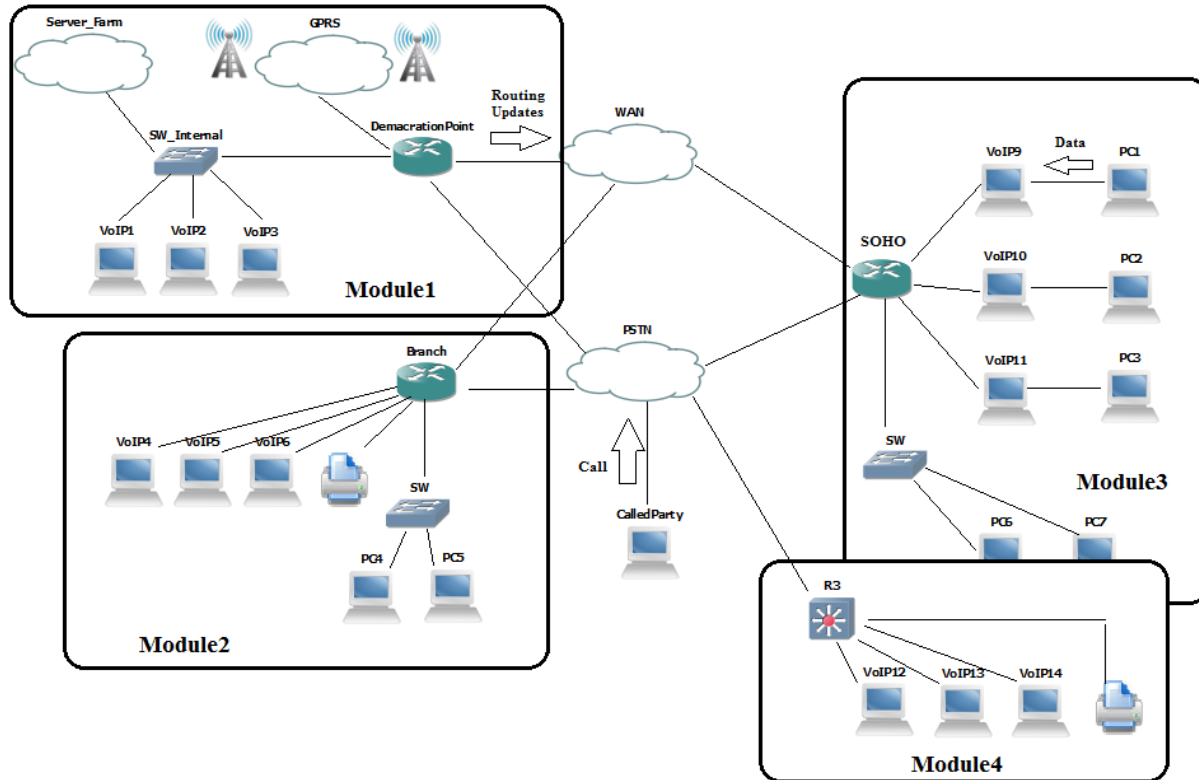 Server_Farm
GPRS
Routing
Updates
WAN
SW_Internal
DemacrationPoint
VoIP1
VoIP2
VoIP3
Module1
Data
VoIP9
PC1
SOHO
VoIP10
PC2
VoIP11
PC3
SW
PC6
PC7
Module3
PSTN
Branch
VoIP4
VoIP5
VoIP6
SW
PC4
PC5
Module2
Call
CalledParty
R3
VoIP12
VoIP13
VoIP14
Module4